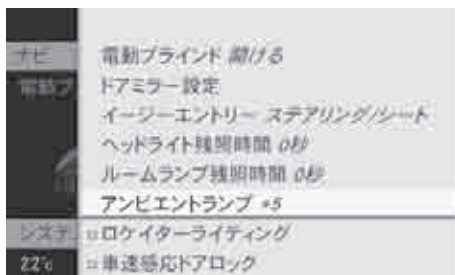 ナビ
電動ブラインド 開ける
電動ブ
ドアミラー設定
イージーエントリー ステアリング/シート
ヘッドライト残照時間 0秒
ルームランプ残照時間 0秒
アンビエントランプ +5
システ
□ロケイターライティング
22℃
□車速感応ドアロック